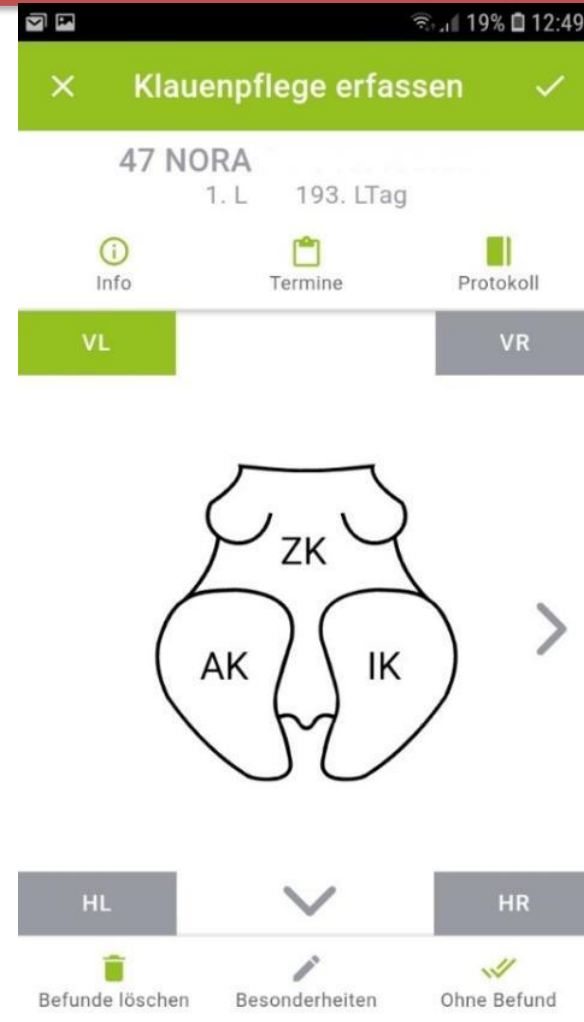 19% 12:49
Klauenpflege erfassen
47 NORA
1. L 193. LTag
Info Termine Protokoll
VL VR
ZK
AK IK
HL HR
Befunde löschen Besonderheiten Ohne Befund